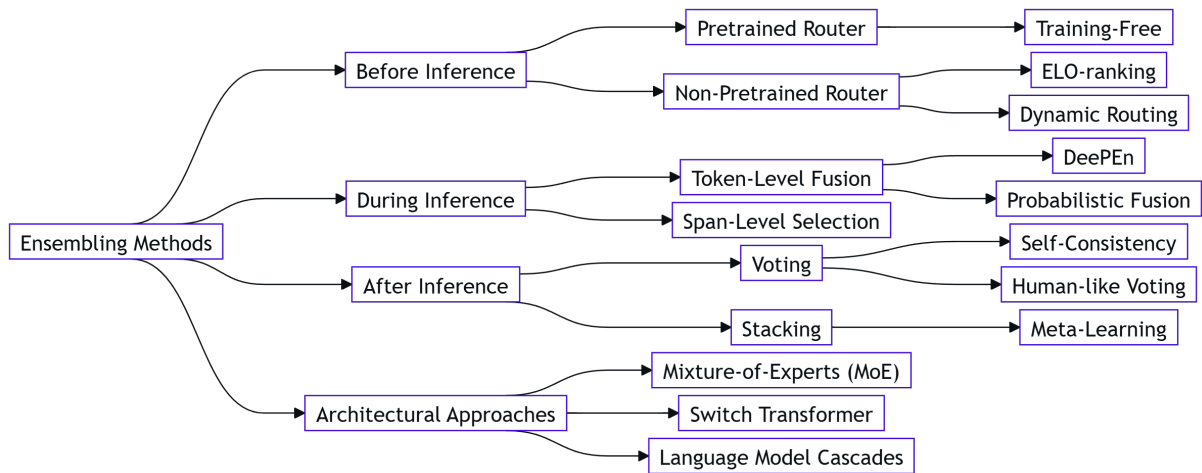 Ensembling Methods
Before Inference
Pretrained Router
Training-Free
Non-Pretrained Router
ELO-ranking
Dynamic Routing
During Inference
Token-Level Fusion
DeePEn
Probabilistic Fusion
Span-Level Selection
After Inference
Voting
Self-Consistency
Human-like Voting
Stacking
Meta-Learning
Architectural Approaches
Mixture-of-Experts (MoE)
Switch Transformer
Language Model Cascades